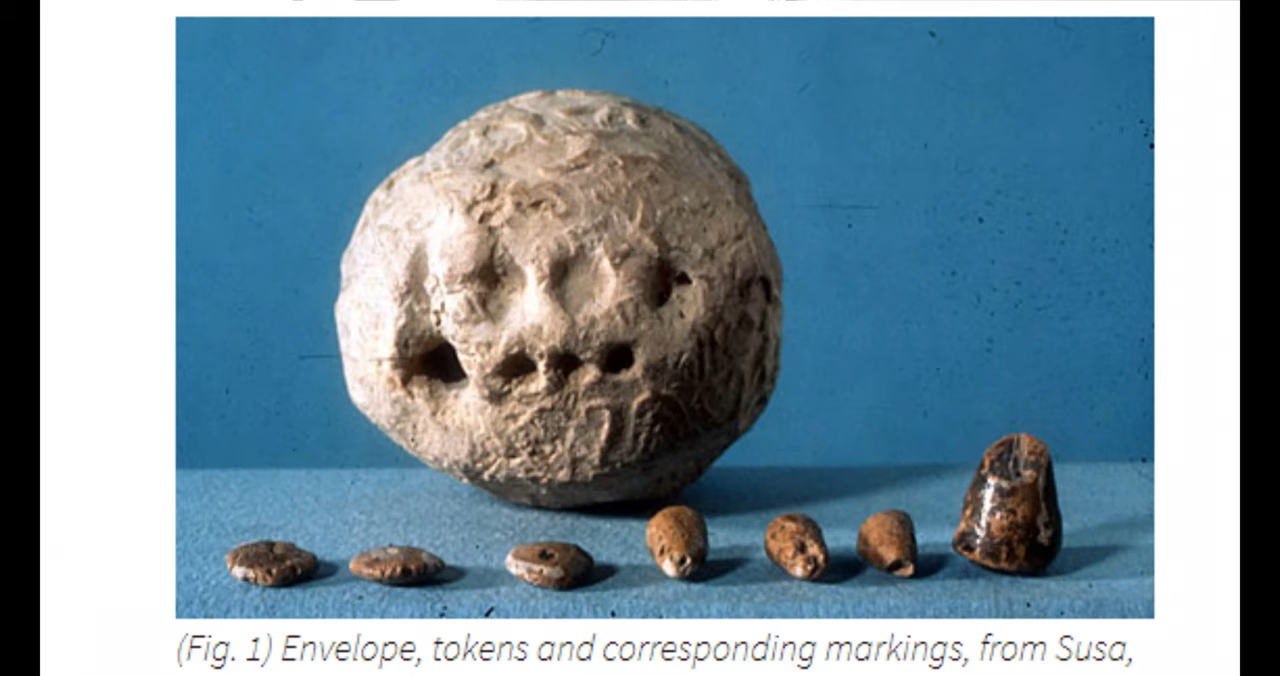 (Fig. 1) Envelope, tokens and corresponding markings, from Susa,